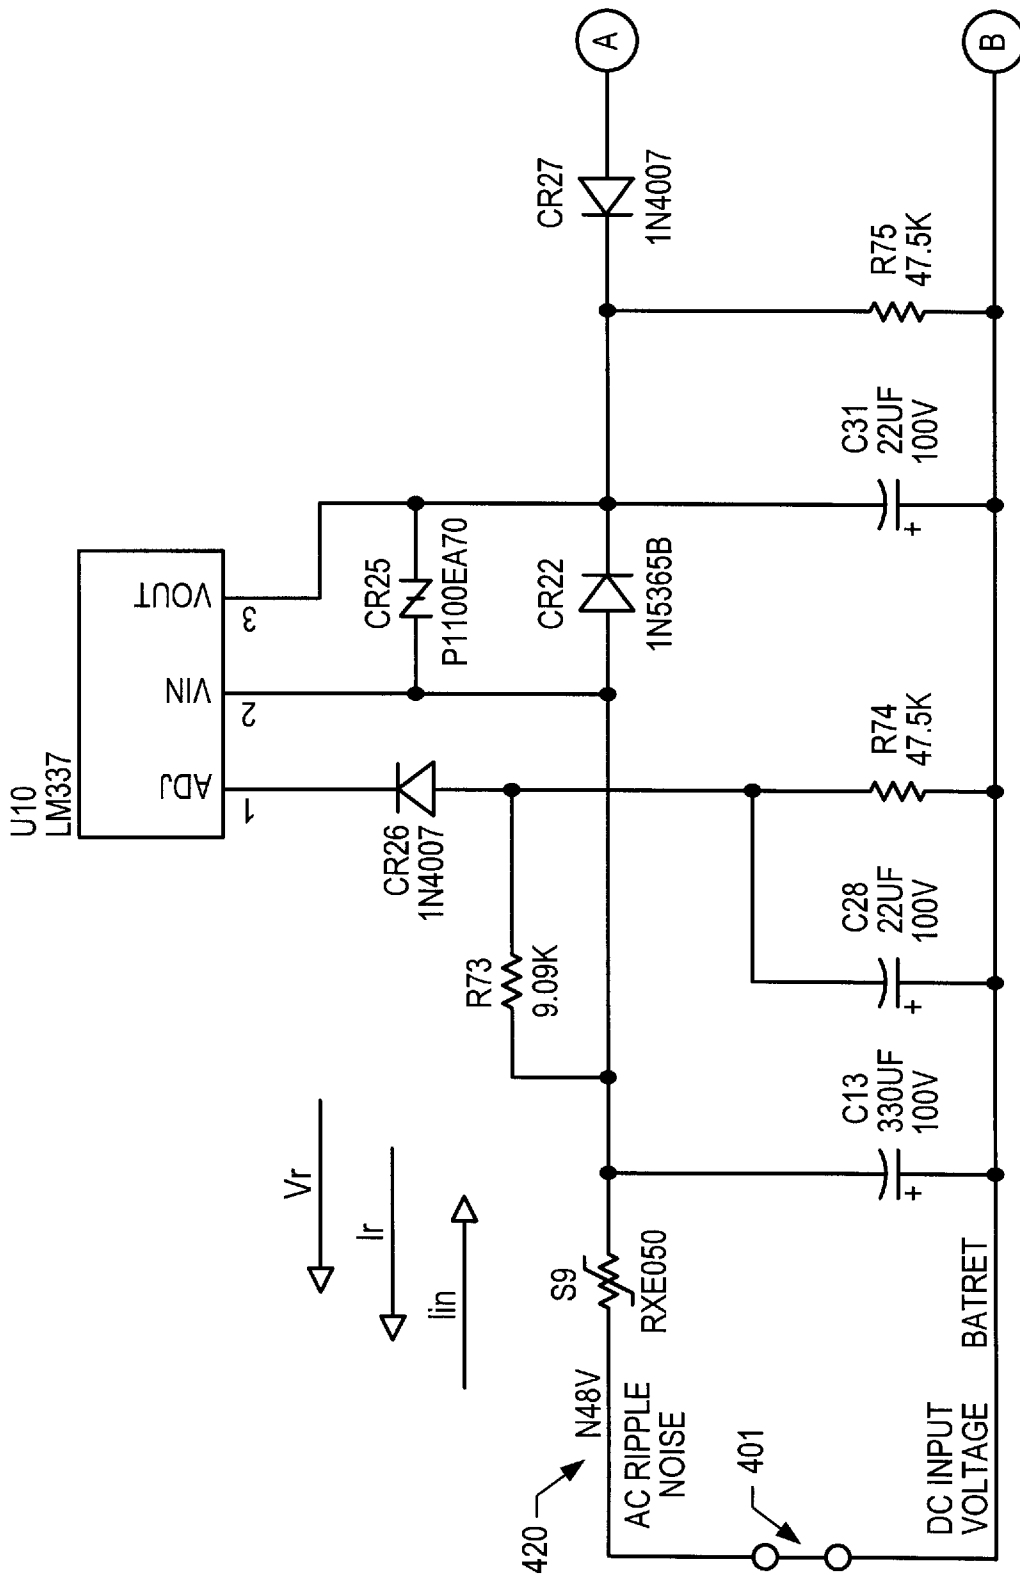 U10
LM337
ADJ
VIN
VOUT
1
2
3
CR26
1N4007
CR25
P1100EA70
CR22
1N5365B
CR27
1N4007
A
B
Vr
Ir
Iin
R73
9.09K
S9
RXE050
420
N48V
AC RIPPLE
NOISE
401
DC INPUT
VOLTAGE
BATRET
C13
330UF
100V
+
C28
22UF
100V
+
R74
47.5K
C31
22UF
100V
+
R75
47.5K